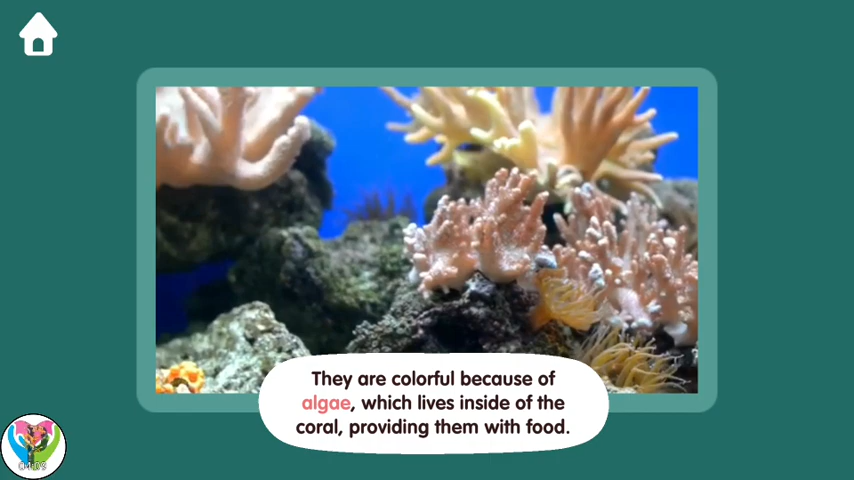 They are colorful because of
algae, which lives inside of the
coral, providing them with food.